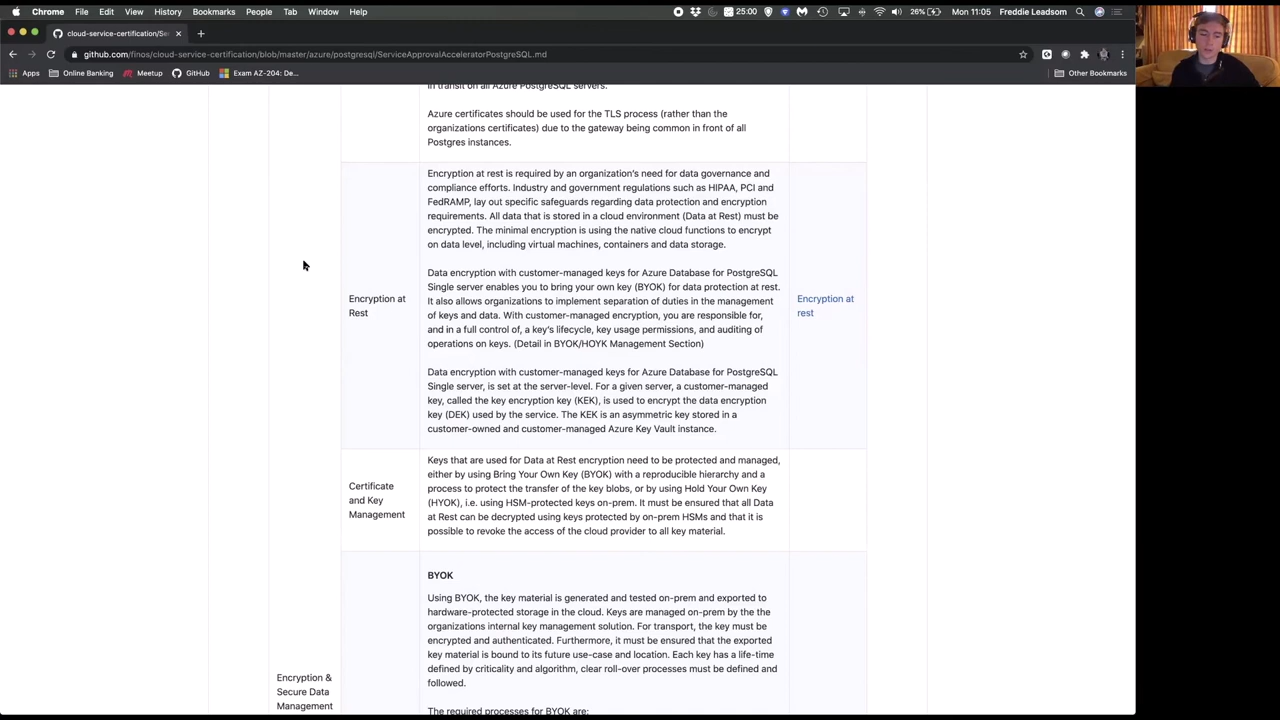 Chrome File Edit View History Bookmarks People Tab Window Help 25:00 26% Mon 11:05 Freddie Leadsom
cloud-service-certification/Se
github.com/finos/cloud-service-certification/blob/master/azure/postgresql/ServiceApprovalAcceleratorPostgreSQL.md
Apps Online Banking Meetup GitHub Exam AZ-204: De... Other Bookmarks
in transit on all Azure PostgreSQL servers.
Azure certificates should be used for the TLS process (rather than the
organizations certificates) due to the gateway being common in front of all
Postgres instances.
Encryption at rest is required by an organization's need for data governance and
compliance efforts. Industry and government regulations such as HIPAA, PCI and
FedRAMP, lay out specific safeguards regarding data protection and encryption
requirements. All data that is stored in a cloud environment (Data at Rest) must be
encrypted. The minimal encryption is using the native cloud functions to encrypt
on data level, including virtual machines, containers and data storage.
Data encryption with customer-managed keys for Azure Database for PostgreSQL
Single server enables you to bring your own key (BYOK) for data protection at rest.
It also allows organizations to implement separation of duties in the management
of keys and data. With customer-managed encryption, you are responsible for,
and in a full control of, a key's lifecycle, key usage permissions, and auditing of
operations on keys. (Detail in BYOK/HOYK Management Section)
Data encryption with customer-managed keys for Azure Database for PostgreSQL
Single server, is set at the server-level. For a given server, a customer-managed
key, called the key encryption key (KEK), is used to encrypt the data encryption
key (DEK) used by the service. The KEK is an asymmetric key stored in a
customer-owned and customer-managed Azure Key Vault instance.
Encryption at
Rest
Encryption at
rest
Certificate
and Key
Management
Keys that are used for Data at Rest encryption need to be protected and managed,
either by using Bring Your Own Key (BYOK) with a reproducible hierarchy and a
process to protect the transfer of the key blobs, or by using Hold Your Own Key
(HYOK), i.e. using HSM-protected keys on-prem. It must be ensured that all Data
at Rest can be decrypted using keys protected by on-prem HSMs and that it is
possible to revoke the access of the cloud provider to all key material.
BYOK
Using BYOK, the key material is generated and tested on-prem and exported to
hardware-protected storage in the cloud. Keys are managed on-prem by the the
organizations internal key management solution. For transport, the key must be
encrypted and authenticated. Furthermore, it must be ensured that the exported
key material is bound to its future use-case and location. Each key has a life-time
defined by criticality and algorithm, clear roll-over processes must be defined and
followed.
The required processes for BYOK are:
Encryption &
Secure Data
Management